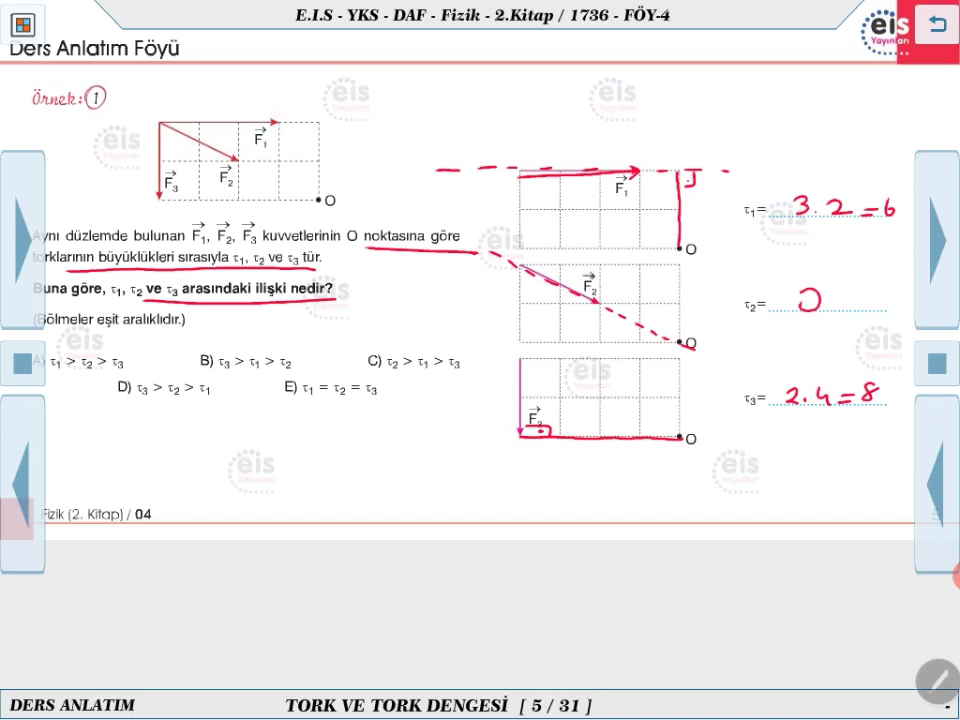 E.I.S - YKS - DAF - Fizik - 2.Kitap / 1736 - FÖY-4
Ders Anlatım Föyü
eis
Yayınları
Örnek: 1
F₁
F₂
F₃
O
Aynı düzlemde bulunan F₁, F₂, F₃ kuvvetlerinin O noktasına göre
torklarının büyüklükleri sırasıyla τ₁, τ₂ ve τ₃ tür.
Buna göre, τ₁, τ₂ ve τ₃ arasındaki ilişki nedir?
(Bölmeler eşit aralıklıdır.)
A) τ₁ > τ₂ > τ₃ B) τ₃ > τ₁ > τ₂ C) τ₂ > τ₁ > τ₃
D) τ₃ > τ₂ > τ₁ E) τ₁ = τ₂ = τ₃
F₁
O
τ₁= 3.2=6
F₂
O
τ₂= 0
F₃
O
τ₃= 2.4=8
Fizik (2. Kitap) / 04
DERS ANLATIM TORK VE TORK DENGESİ [ 5 / 31 ] -